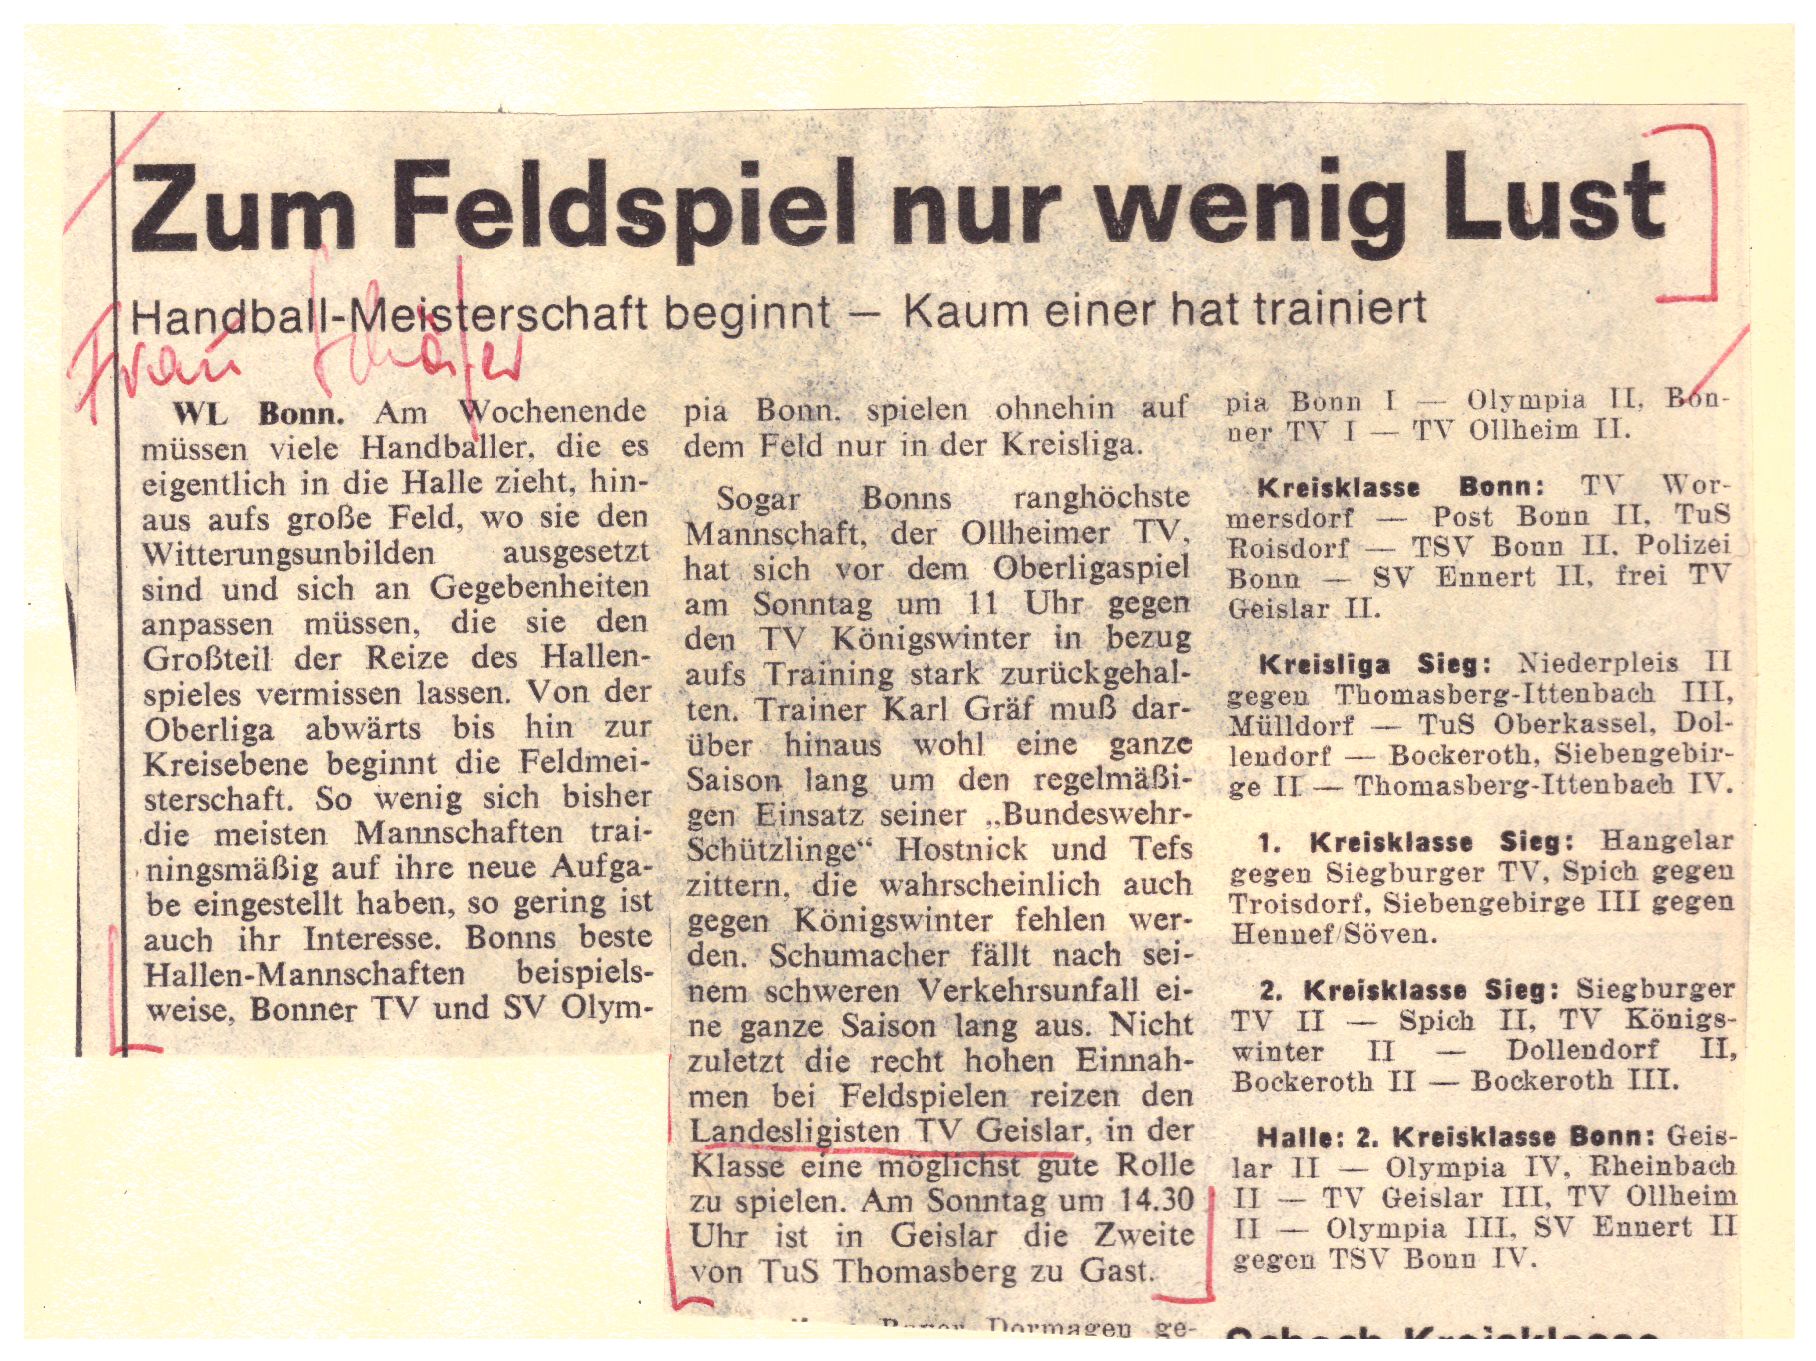 Zum Feldspiel nur wenig Lust
Handball-Meisterschaft beginnt — Kaum einer hat trainiert
Frau Schäfer
WL Bonn. Am Wochenende
müssen viele Handballer, die es
eigentlich in die Halle zieht, hin-
aus aufs große Feld, wo sie den
Witterungsunbilden ausgesetzt
sind und sich an Gegebenheiten
anpassen müssen, die sie den
Großteil der Reize des Hallen-
spieles vermissen lassen. Von der
Oberliga abwärts bis hin zur
Kreisebene beginnt die Feldmei-
sterschaft. So wenig sich bisher
die meisten Mannschaften trai-
ningsmäßig auf ihre neue Aufga-
be eingestellt haben, so gering ist
auch ihr Interesse. Bonns beste
Hallen-Mannschaften beispiels-
weise, Bonner TV und SV Olym-
pia Bonn, spielen ohnehin auf
dem Feld nur in der Kreisliga.
Sogar Bonns ranghöchste
Mannschaft, der Ollheimer TV,
hat sich vor dem Oberligaspiel
am Sonntag um 11 Uhr gegen
den TV Königswinter in bezug
aufs Training stark zurückgehal-
ten. Trainer Karl Gräf muß dar-
über hinaus wohl eine ganze
Saison lang um den regelmäßi-
gen Einsatz seiner „Bundeswehr-
Schützlinge“ Hostnick und Tefs
zittern, die wahrscheinlich auch
gegen Königswinter fehlen wer-
den. Schumacher fällt nach sei-
nem schweren Verkehrsunfall ei-
ne ganze Saison lang aus. Nicht
zuletzt die recht hohen Einnah-
men bei Feldspielen reizen den
Landesligisten TV Geislar, in der
Klasse eine möglichst gute Rolle
zu spielen. Am Sonntag um 14.30
Uhr ist in Geislar die Zweite
von TuS Thomasberg zu Gast.
Dormagen ge-
pia Bonn I — Olympia II, Bon-
ner TV I — TV Ollheim II.
Kreisklasse Bonn: TV Wor-
mersdorf — Post Bonn II, TuS
Roisdorf — TSV Bonn II. Polizei
Bonn — SV Ennert II, frei TV
Geislar II.
Kreisliga Sieg: Niederpleis II
gegen Thomasberg-Ittenbach III,
Mülldorf — TuS Oberkassel, Dol-
lendorf — Bockeroth, Siebengebir-
ge II — Thomasberg-Ittenbach IV.
1. Kreisklasse Sieg: Hangelar
gegen Siegburger TV, Spich gegen
Troisdorf, Siebengebirge III gegen
Hennef/Söven.
2. Kreisklasse Sieg: Siegburger
TV II — Spich II, TV Königs-
winter II — Dollendorf II,
Bockeroth II — Bockeroth III.
Halle: 2. Kreisklasse Bonn: Geis-
lar II — Olympia IV, Rheinbach
II — TV Geislar III, TV Ollheim
II — Olympia III, SV Ennert II
gegen TSV Bonn IV.
Schach-Kreisklasse